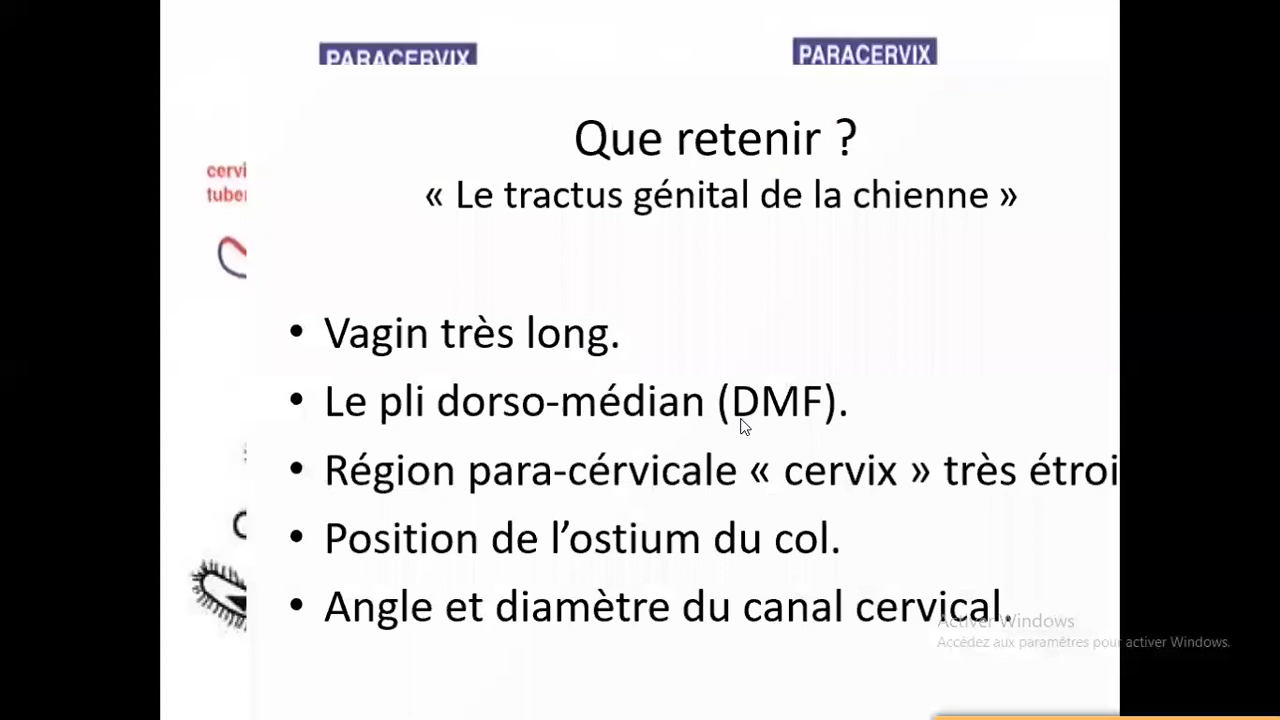 PARACERVIX PARACERVIX
Que retenir ?
« Le tractus génital de la chienne »
cervi
tuber
• Vagin très long.
• Le pli dorso-médian (DMF).
• Région para-cérvicale « cervix » très étroi
• Position de l’ostium du col.
• Angle et diamètre du canal cervical.
Activer Windows
Accédez aux paramètres pour activer Windows.